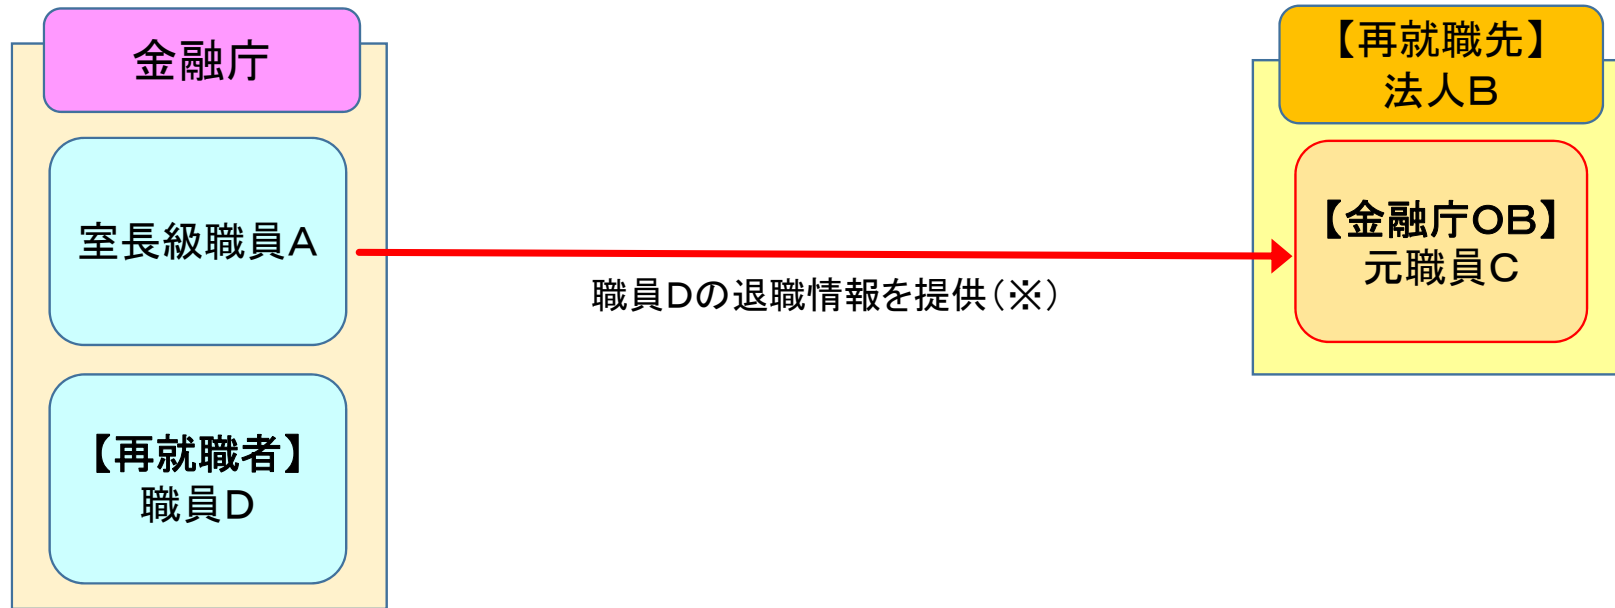 金融庁
室長級職員A
【再就職者】
職員D
職員Dの退職情報を提供(※)
【再就職先】
法人B
【金融庁OB】
元職員C